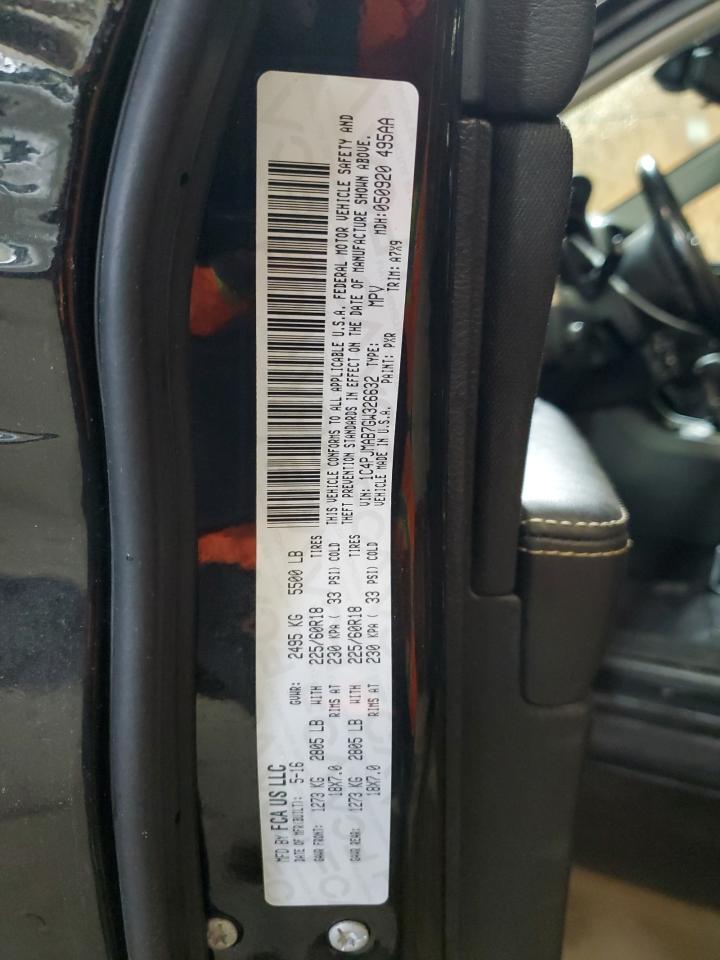 MFD BY FCA US LLC
DATE OF MFR(BUILT): 5-16 GVWR: 2495 KG 5500 LB
GAWR FRONT: 1273 KG 2805 LB WITH 225/60R18 TIRES
18X7.0 RIMS AT 230 KPA ( 33 PSI) COLD
GAWR REAR: 1273 KG 2805 LB WITH 225/60R18 TIRES
18X7.0 RIMS AT 230 KPA ( 33 PSI) COLD
THIS VEHICLE CONFORMS TO ALL APPLICABLE U.S.A. FEDERAL MOTOR VEHICLE SAFETY AND
THEFT PREVENTION STANDARDS IN EFFECT ON THE DATE OF MANUFACTURE SHOWN ABOVE.
VIN: 1C4PJMAB7GW326632 TYPE: MPV MDH:050920 495AA
VEHICLE MADE IN U.S.A. PAINT: PXR TRIM: A7X9